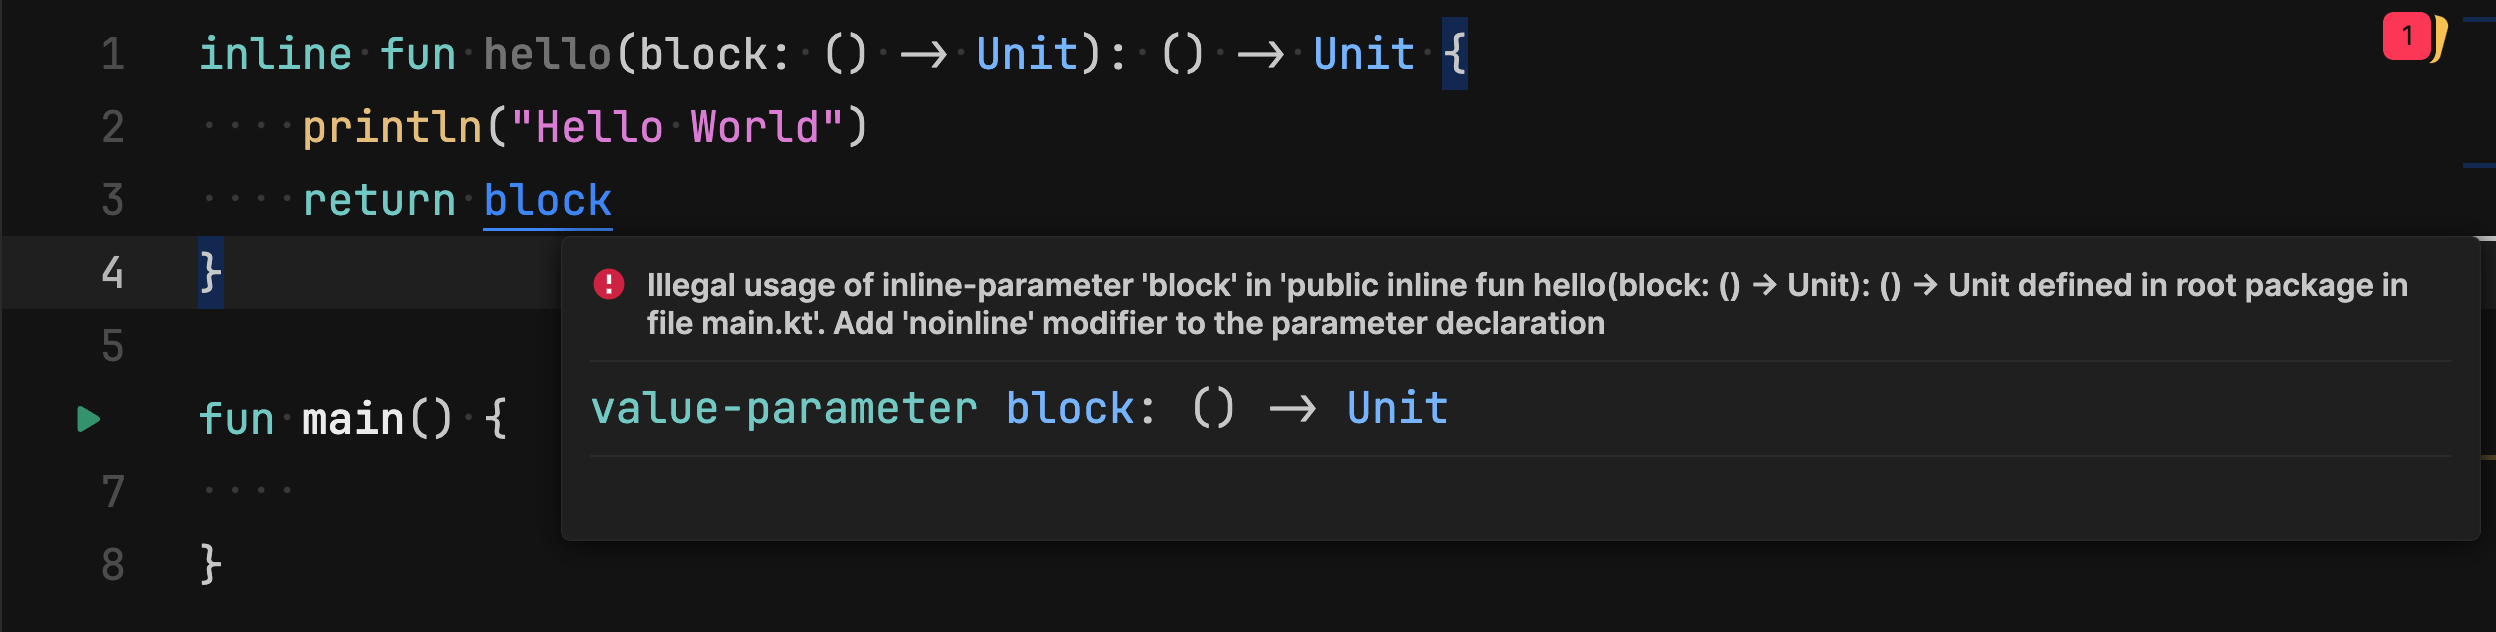 1 inline fun hello(block: () → Unit): () → Unit {
1
2 println("Hello World")
3 return block
4 }
Illegal usage of inline-parameter 'block' in 'public inline fun hello(block: () → Unit): () → Unit defined in root package in
file main.kt'. Add 'noinline' modifier to the parameter declaration
5
value-parameter block: () → Unit
fun main() {
7
8 }